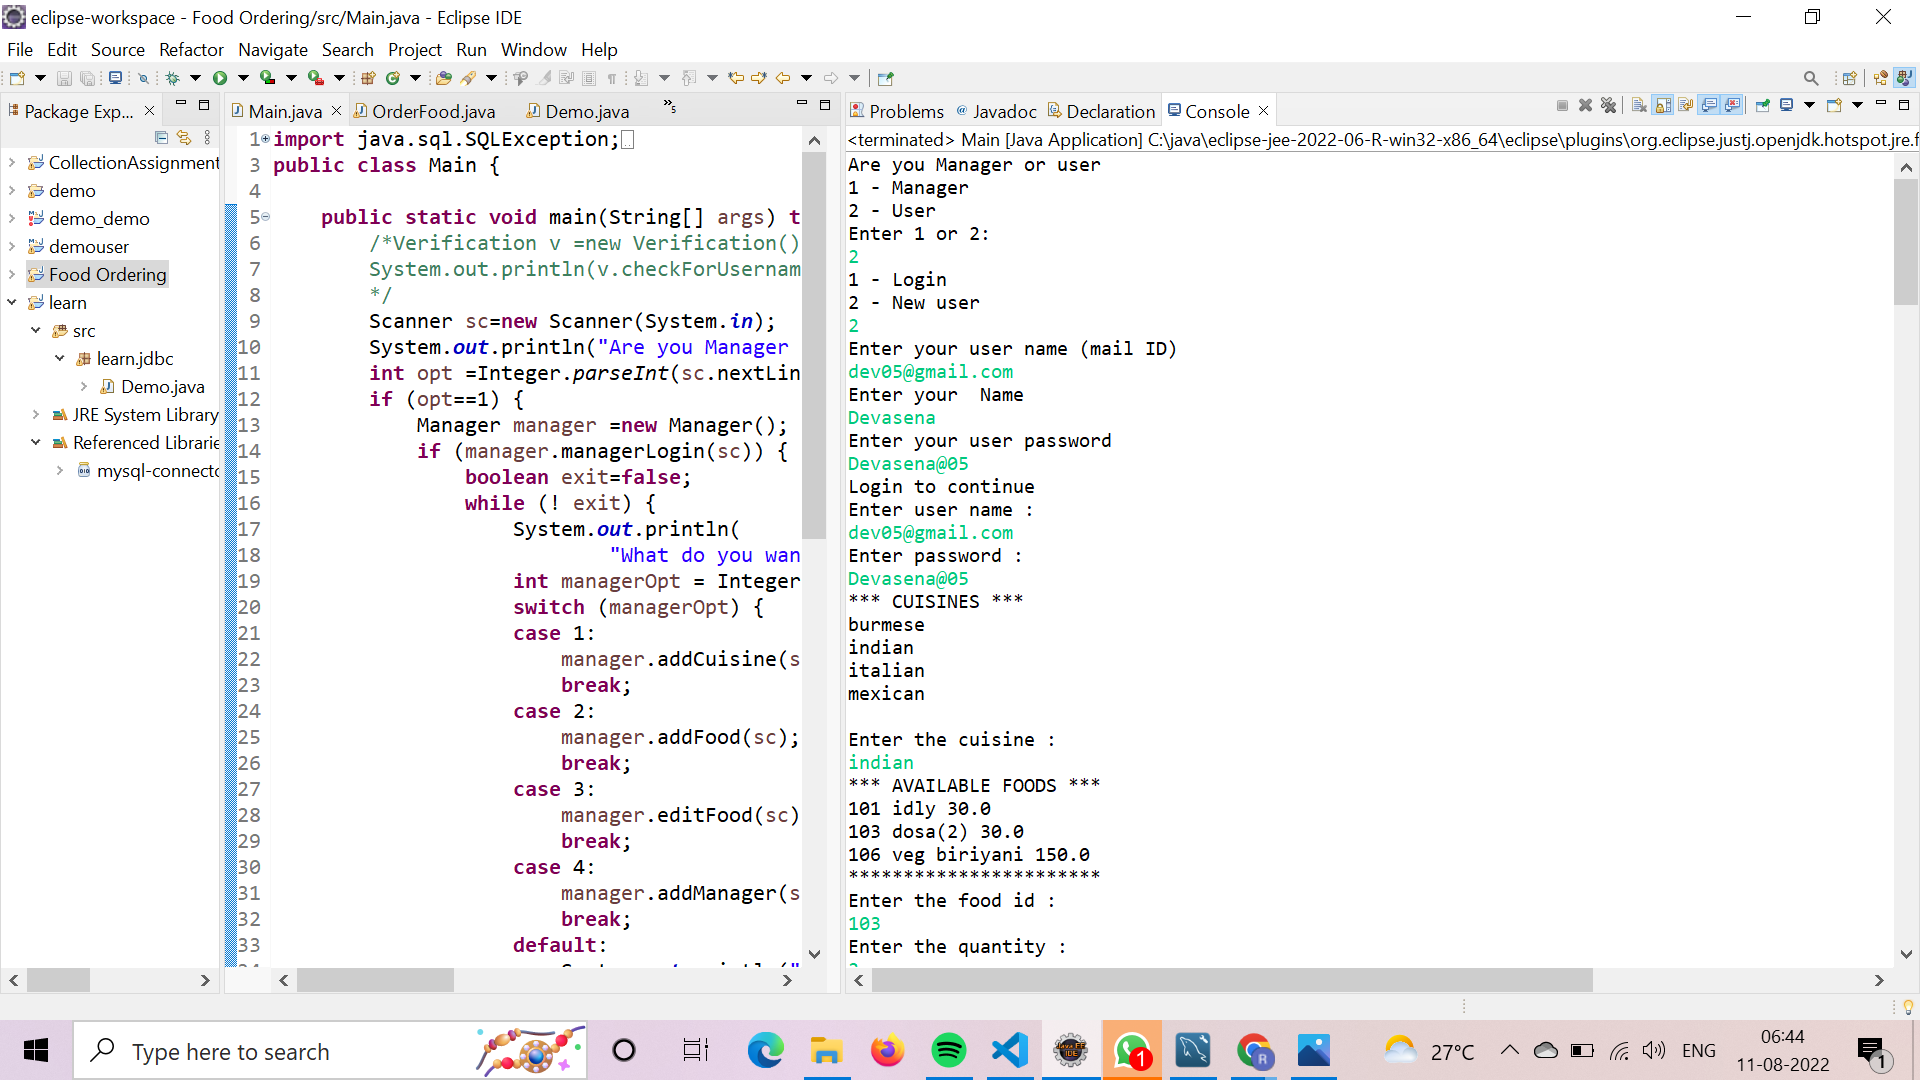 eclipse-workspace - Food Ordering/src/Main.java - Eclipse IDE
File Edit Source Refactor Navigate Search Project Run Window Help
Package Exp...
CollectionAssignment
demo
demo_demo
demouser
Food Ordering
learn
src
learn.jdbc
Demo.java
JRE System Library
Referenced Librarie
mysql-connecto
Main.java OrderFood.java Demo.java »5
1 import java.sql.SQLException;
3 public class Main {
4
5 public static void main(String[] args) t
6 /*Verification v =new Verification()
7 System.out.println(v.checkForUsernam
8 */
9 Scanner sc=new Scanner(System.in);
10 System.out.println("Are you Manager
11 int opt =Integer.parseInt(sc.nextLin
12 if (opt==1) {
13 Manager manager =new Manager();
14 if (manager.managerLogin(sc)) {
15 boolean exit=false;
16 while (! exit) {
17 System.out.println(
18 "What do you wan
19 int managerOpt = Integer
20 switch (managerOpt) {
21 case 1:
22 manager.addCuisine(s
23 break;
24 case 2:
25 manager.addFood(sc);
26 break;
27 case 3:
28 manager.editFood(sc)
29 break;
30 case 4:
31 manager.addManager(s
32 break;
33 default:
Problems Javadoc Declaration Console
<terminated> Main [Java Application] C:\java\eclipse-jee-2022-06-R-win32-x86_64\eclipse\plugins\org.eclipse.justj.openjdk.hotspot.jre.f
Are you Manager or user
1 - Manager
2 - User
Enter 1 or 2:
2
1 - Login
2 - New user
2
Enter your user name (mail ID)
dev05@gmail.com
Enter your  Name
Devasena
Enter your user password
Devasena@05
Login to continue
Enter user name :
dev05@gmail.com
Enter password :
Devasena@05
*** CUISINES ***
burmese
indian
italian
mexican
Enter the cuisine :
indian
*** AVAILABLE FOODS ***
101 idly 30.0
103 dosa(2) 30.0
106 veg biriyani 150.0
***********************
Enter the food id :
103
Enter the quantity :
Type here to search
1
R
27°C
ENG
06:44
11-08-2022
1